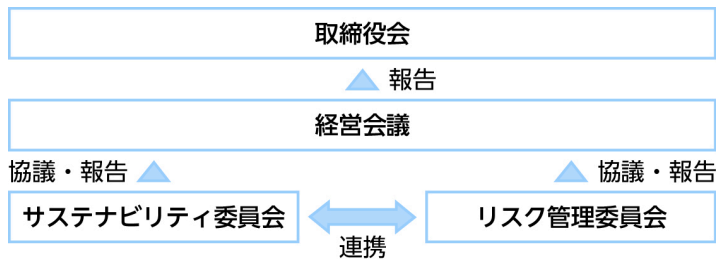 取締役会
報告
経営会議
協議・報告
協議・報告
サステナビリティ委員会
リスク管理委員会
連携